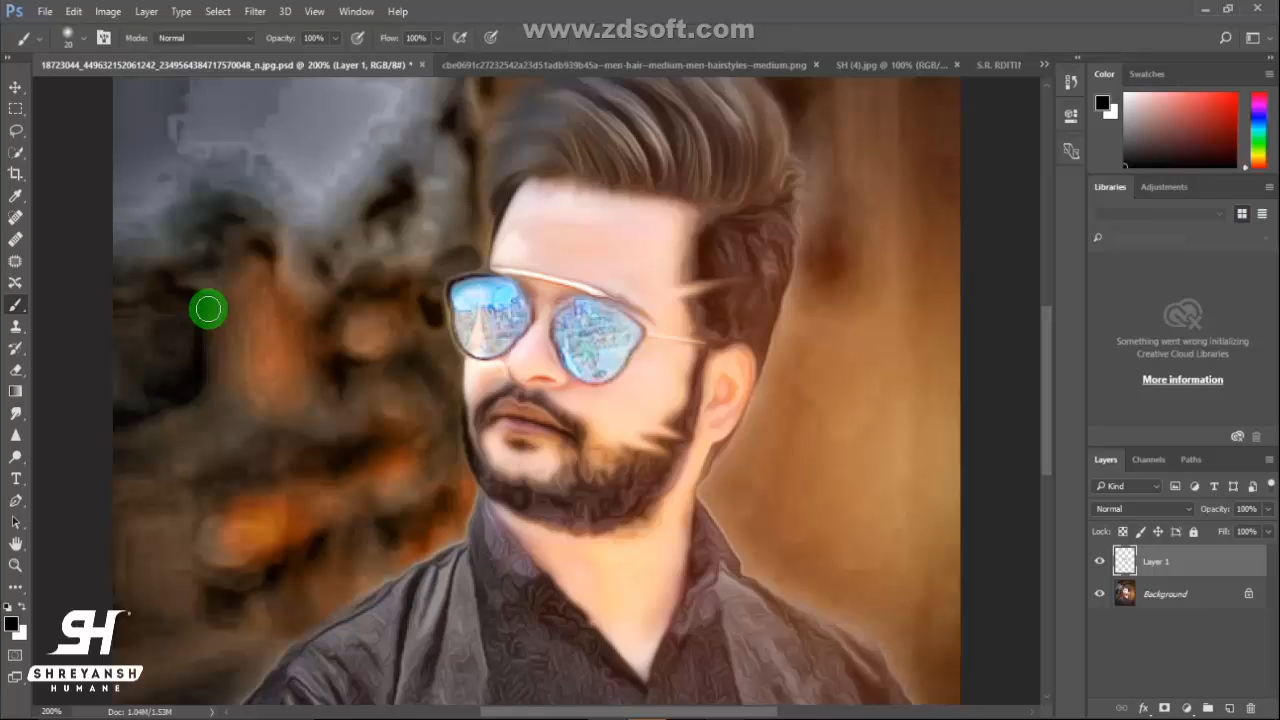 Ps File Edit Image Layer Type Select Filter 3D View Window Help
www.zdsoft.com
20 Mode: Normal Opacity: 100% Flow: 100%
18723044_449632152061242_2349564384717570048_n.jpg.psd @ 200% (Layer 1, RGB/8#) *
cbe0691c27232542a23d51adb939b45a--men-hair--medium-men-hairstyles--medium.png
SH (4).jpg @ 100% (RGB/...
Color Swatches
Libraries Adjustments
Something went wrong initializing
Creative Cloud Libraries
More information
Layers Channels Paths
Kind
Normal Opacity: 100%
Lock: Fill: 100%
Layer 1
Background
SH
SHREYANSH
HUMANE
200% Doc: 1.04M/1.53M